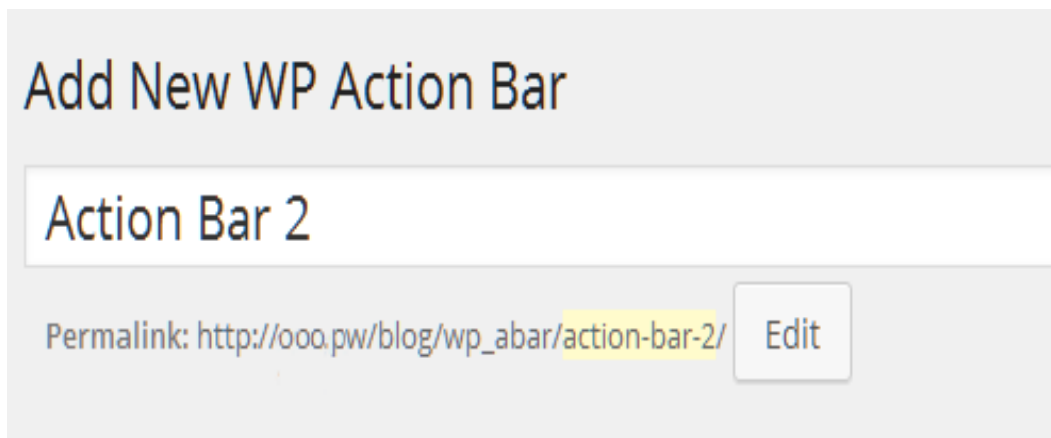 Add New WP Action Bar
Action Bar 2
Permalink: http://ooo.pw/blog/wp_abar/action-bar-2/ Edit